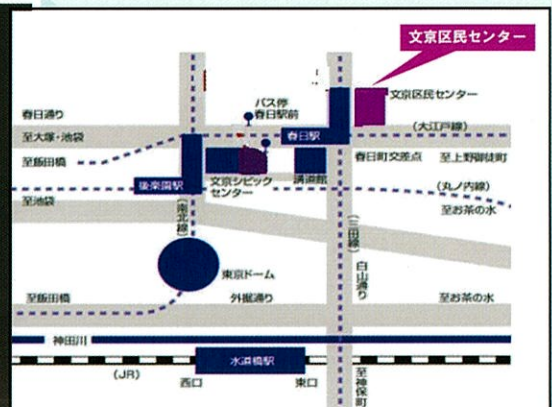 文京区民センター
文京区民センター
バス停
春日駅前
春日通り
至大塚・池袋
春日駅
(大江戸線)
至飯田橋
春日町交差点
至上野御徒町
後楽園駅
文京シビック
センター
講道館
(丸ノ内線)
至池袋
(南北線)
至お茶の水
(三田線)
白山通り
東京ドーム
至飯田橋
外堀通り
至お茶の水
神田川
水道橋駅
(JR)
西口
東口
至神保町